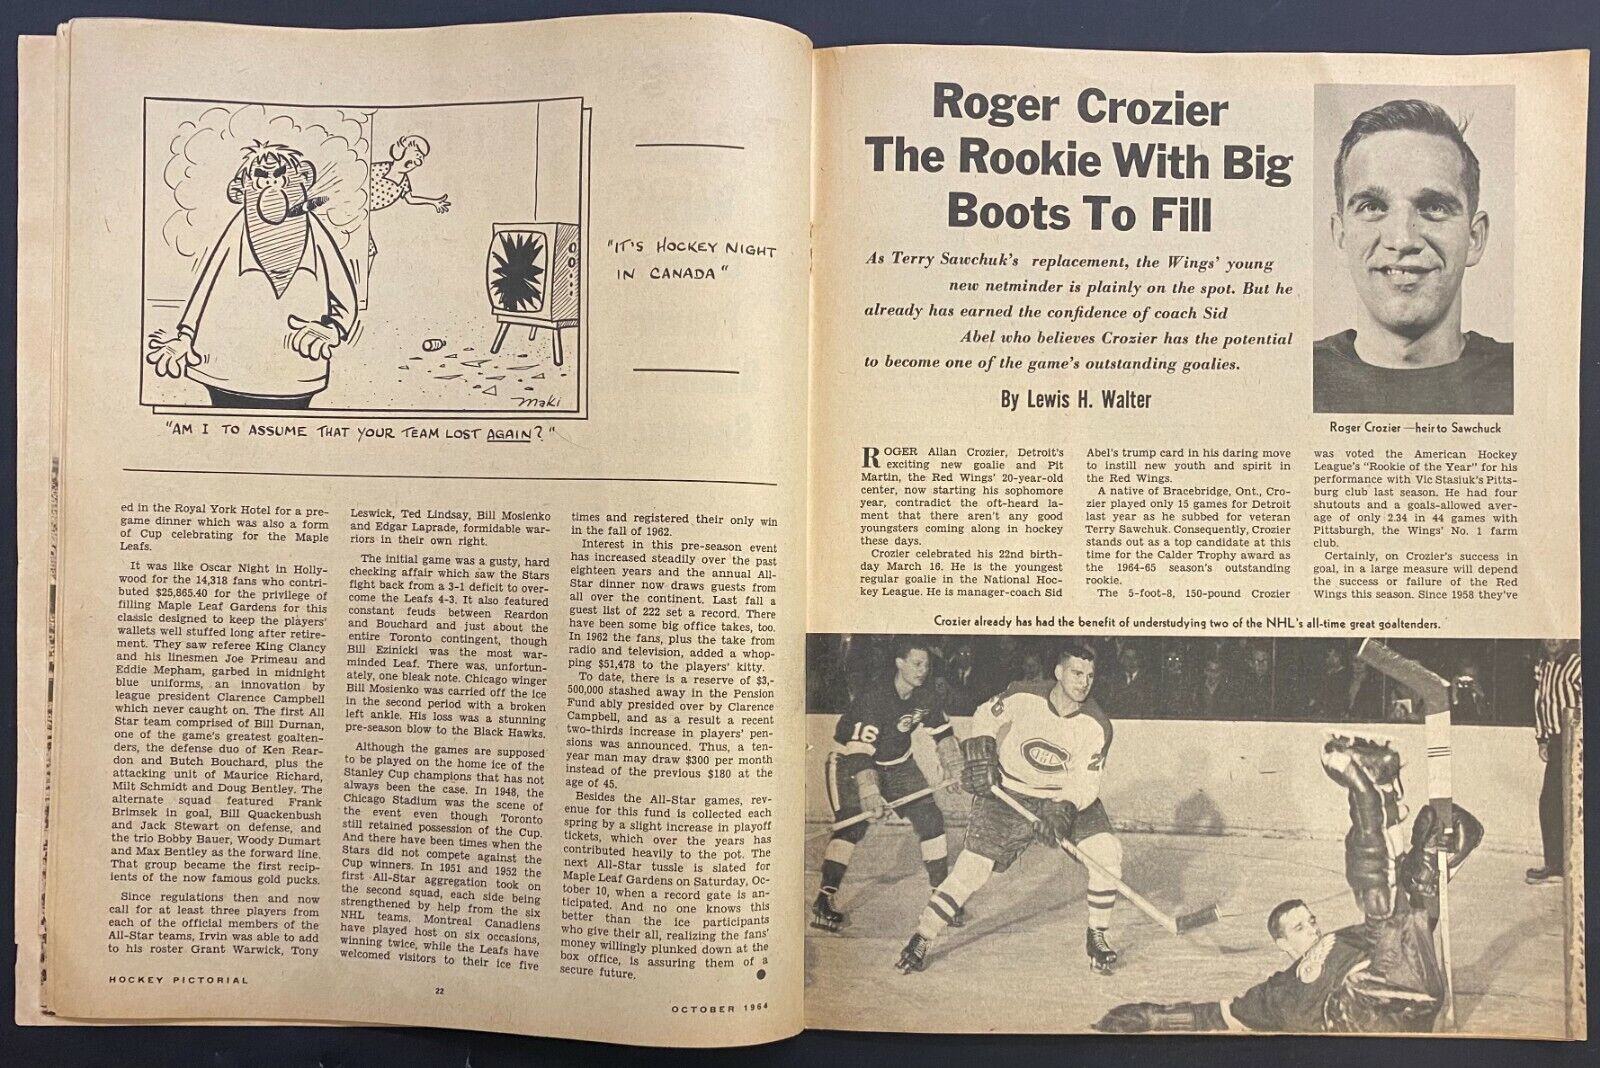 maki
"IT'S HOCKEY NIGHT
IN CANADA"
"AM I TO ASSUME THAT YOUR TEAM LOST AGAIN?"
ed in the Royal York Hotel for a pre-
game dinner which was also a form
of Cup celebrating for the Maple
Leafs.
It was like Oscar Night in Holly-
wood for the 14,318 fans who contri-
buted $25,865.40 for the privilege of
filling Maple Leaf Gardens for this
classic designed to keep the players'
wallets well stuffed long after retire-
ment. They saw referee King Clancy
and his linesmen Joe Primeau and
Eddie Mepham, garbed in midnight
blue uniforms, an innovation by
league president Clarence Campbell
which never caught on. The first All
Star team comprised of Bill Durnan,
one of the game's greatest goalten-
ders, the defense duo of Ken Rear-
don and Butch Bouchard, plus the
attacking unit of Maurice Richard,
Milt Schmidt and Doug Bentley. The
alternate squad featured Frank
Brimsek in goal, Bill Quackenbush
and Jack Stewart on defense, and
the trio Bobby Bauer, Woody Dumart
and Max Bentley as the forward line.
That group became the first recip-
ients of the now famous gold pucks.
Since regulations then and now
call for at least three players from
each of the official members of the
All-Star teams, Irvin was able to add
to his roster Grant Warwick, Tony
Leswick, Ted Lindsay, Bill Mosienko
and Edgar Laprade, formidable war-
riors in their own right.
The initial game was a gusty, hard
checking affair which saw the Stars
fight back from a 3-1 deficit to over-
come the Leafs 4-3. It also featured
constant feuds between Reardon
and Bouchard and just about the
entire Toronto contingent, though
Bill Ezinicki was the most war-
minded Leaf. There was, unfortun-
ately, one bleak note. Chicago winger
Bill Mosienko was carried off the ice
in the second period with a broken
left ankle. His loss was a stunning
pre-season blow to the Black Hawks.
Although the games are supposed
to be played on the home ice of the
Stanley Cup champions that has not
always been the case. In 1948, the
Chicago Stadium was the scene of
the event even though Toronto
still retained possession of the Cup.
And there have been times when the
Stars did not compete against the
Cup winners. In 1951 and 1952 the
first All-Star aggregation took on
the second squad, each side being
strengthened by help from the six
NHL teams. Montreal Canadiens
have played host on six occasions,
winning twice, while the Leafs have
welcomed visitors to their ice five
times and registered their only win
in the fall of 1962.
Interest in this pre-season event
has increased steadily over the past
eighteen years and the annual All-
Star dinner now draws guests from
all over the continent. Last fall a
guest list of 222 set a record. There
have been some big office takes, too.
In 1962 the fans, plus the take from
radio and television, added a whop-
ping $51,478 to the players' kitty.
To date, there is a reserve of $3,-
500,000 stashed away in the Pension
Fund ably presided over by Clarence
Campbell, and as a result a recent
two-thirds increase in players' pen-
sions was announced. Thus, a ten-
year man may draw $300 per month
instead of the previous $180 at the
age of 45.
Besides the All-Star games, rev-
enue for this fund is collected each
spring by a slight increase in playoff
tickets, which over the years has
contributed heavily to the pot. The
next All-Star tussle is slated for
Maple Leaf Gardens on Saturday, Oc-
tober 10, when a record gate is an-
ticipated. And no one knows this
better than the ice participants
who give their all, realizing the fans'
money willingly plunked down at the
box office, is assuring them of a
secure future.
HOCKEY PICTORIAL
22
OCTOBER 1964
Roger Crozier
The Rookie With Big
Boots To Fill
As Terry Sawchuk's replacement, the Wings' young
new netminder is plainly on the spot. But he
already has earned the confidence of coach Sid
Abel who believes Crozier has the potential
to become one of the game's outstanding goalies.
By Lewis H. Walter
Roger Crozier—heir to Sawchuck
ROGER Allan Crozier, Detroit's
exciting new goalie and Pit
Martin, the Red Wings' 20-year-old
center, now starting his sophomore
year, contradict the oft-heard la-
ment that there aren't any good
youngsters coming along in hockey
these days.
Crozier celebrated his 22nd birth-
day March 16. He is the youngest
regular goalie in the National Hoc-
key League. He is manager-coach Sid
Abel's trump card in his daring move
to instill new youth and spirit in
the Red Wings.
A native of Bracebridge, Ont., Cro-
zier played only 15 games for Detroit
last year as he subbed for veteran
Terry Sawchuk. Consequently, Crozier
stands out as a top candidate at this
time for the Calder Trophy award as
the 1964-65 season's outstanding
rookie.
The 5-foot-8, 150-pound Crozier
was voted the American Hockey
League's "Rookie of the Year" for his
performance with Vic Stasiuk's Pitts-
burg club last season. He had four
shutouts and a goals-allowed aver-
age of only 2.34 in 44 games with
Pittsburgh, the Wings' No. 1 farm
club.
Certainly, on Crozier's success in
goal, in a large measure will depend
the success or failure of the Red
Wings this season. Since 1958 they've
Crozier already has had the benefit of understudying two of the NHL's all-time great goaltenders.
16